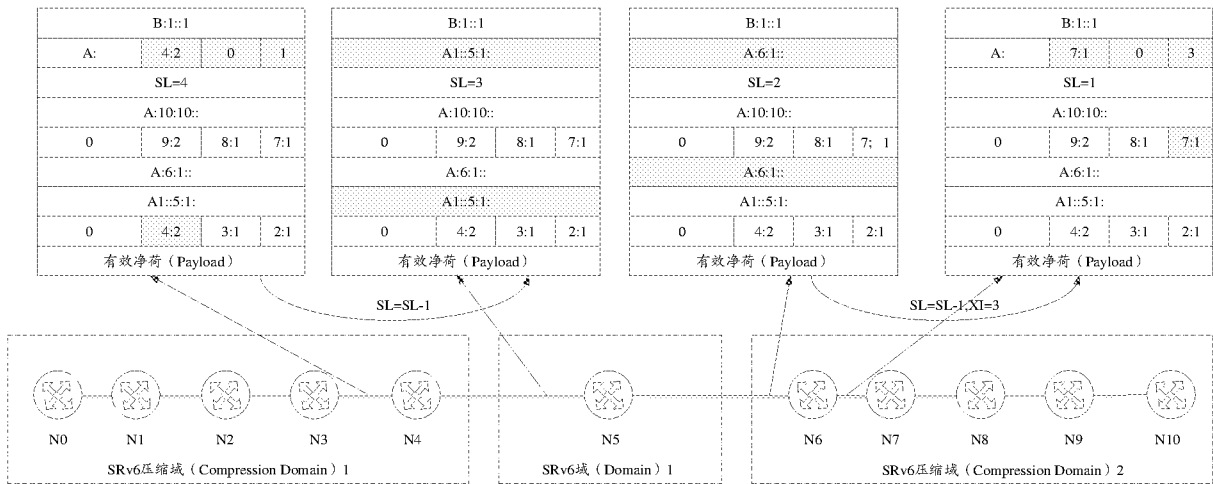 B:1::1
A: 4:2 0 1
SL=4
A:10:10::
0 9:2 8:1 7:1
A:6:1::
A1::5:1:
0 4:2 3:1 2:1
有效净荷（Payload）
B:1::1
A1::5:1:
SL=3
A:10:10::
0 9:2 8:1 7:1
A:6:1::
A1::5:1:
0 4:2 3:1 2:1
有效净荷（Payload）
B:1::1
A:6:1::
SL=2
A:10:10::
0 9:2 8:1 7; 1
A:6:1::
A1::5:1:
0 4:2 3:1 2:1
有效净荷（Payload）
B:1::1
A: 7:1 0 3
SL=1
A:10:10::
0 9:2 8:1 7:1
A:6:1::
A1::5:1:
0 4:2 3:1 2:1
有效净荷（Payload）
SL=SL-1
SL=SL-1,XI=3
N0 N1 N2 N3 N4
SRv6压缩域（Compression Domain）1
N5
SRv6域（Domain）1
N6 N7 N8 N9 N10
SRv6压缩域（Compression Domain）2